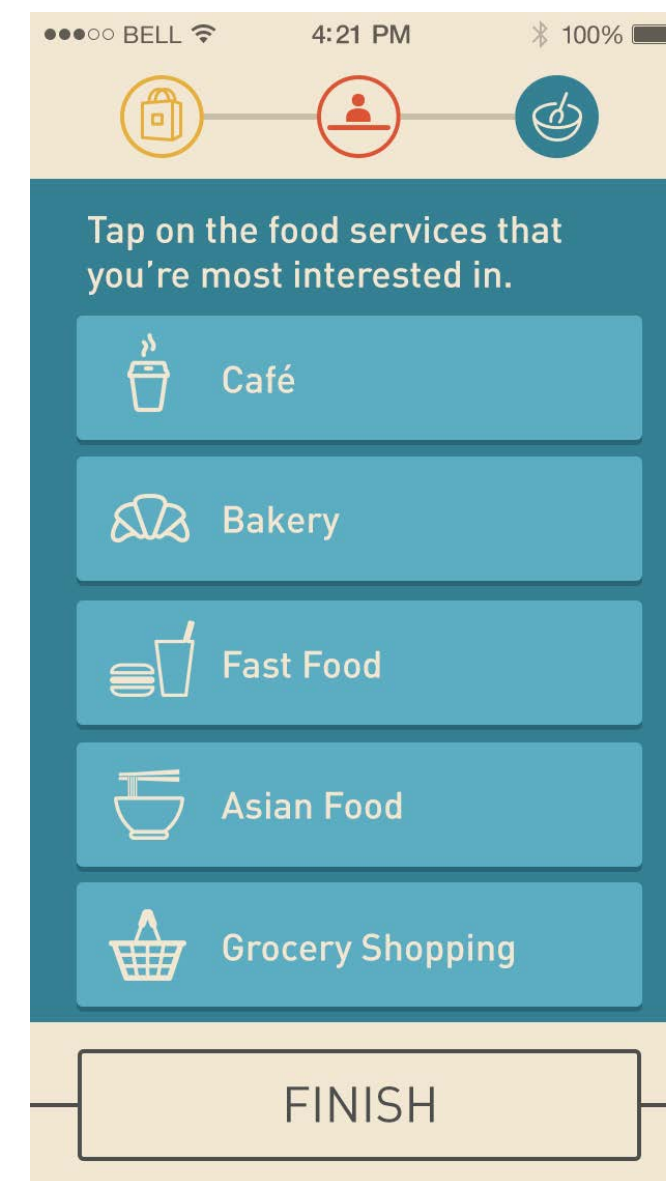 BELL 4:21 PM 100%
Tap on the food services that
you're most interested in.
Café
Bakery
Fast Food
Asian Food
Grocery Shopping
FINISH